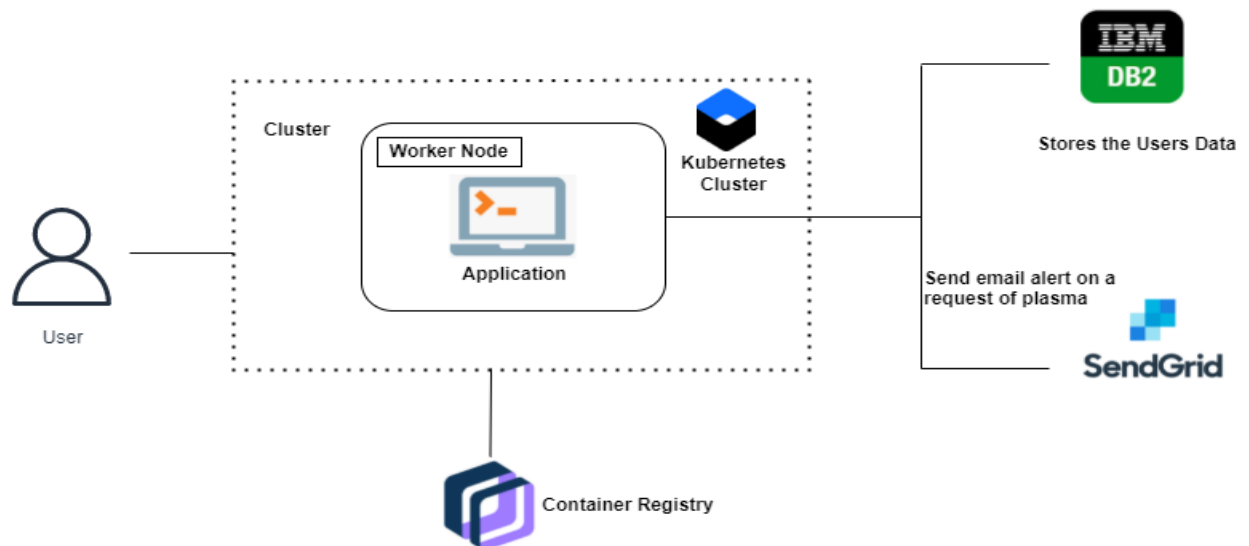 IBM
DB2
Stores the Users Data
Cluster
Worker Node
Kubernetes
Cluster
Application
User
Send email alert on a
request of plasma
SendGrid
Container Registry